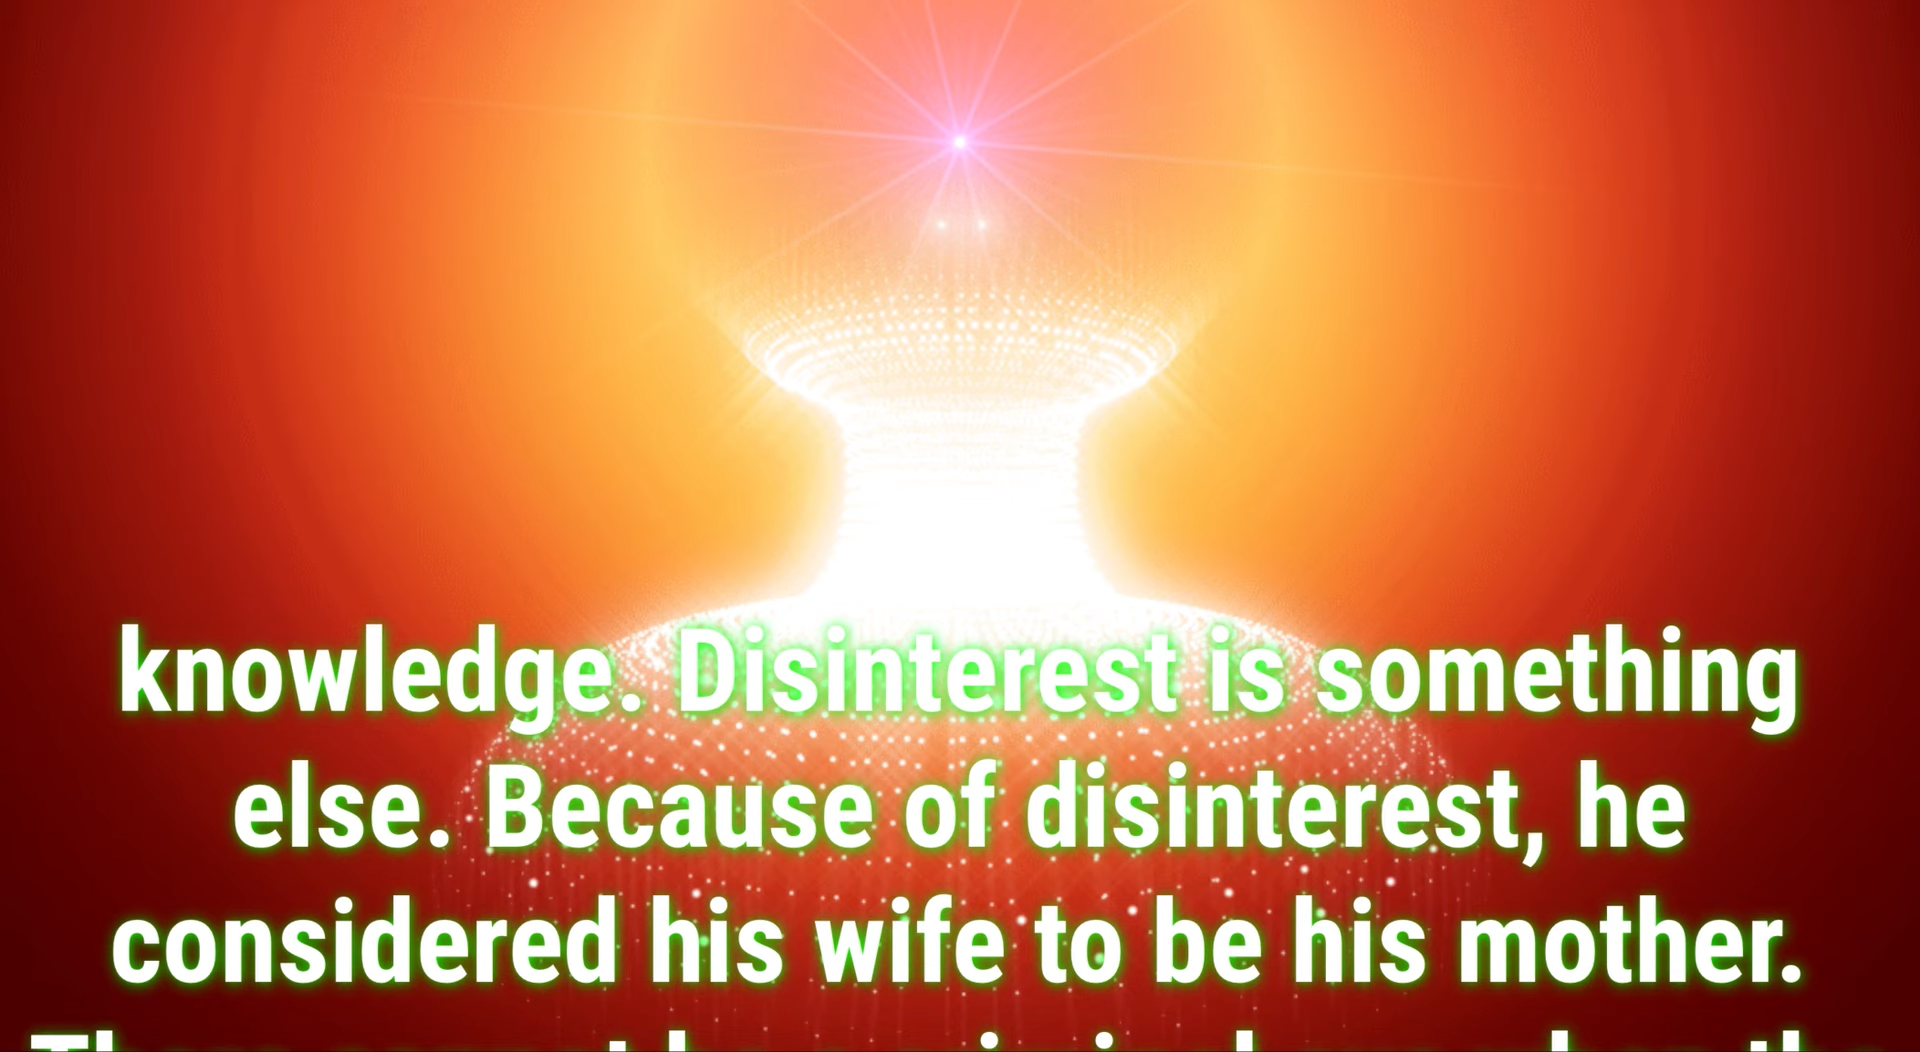 knowledge. Disinterest is something
else. Because of disinterest, he
considered his wife to be his mother.